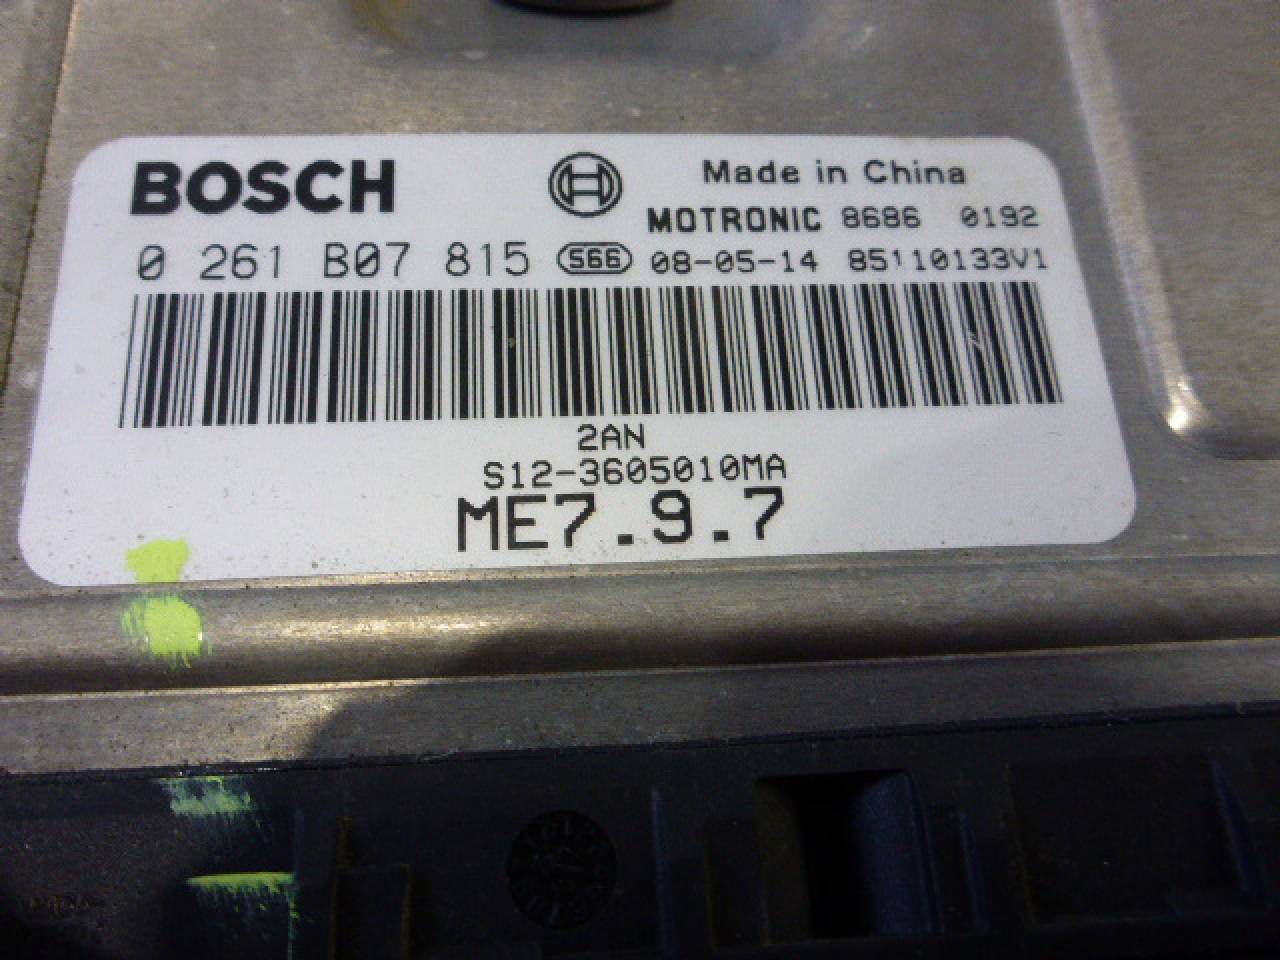 BOSCH Made in China
MOTRONIC 8686 0192
0 261 B07 815 S66 08-05-14 85110133V1
2AN
S12-3605010MA
ME7.9.7